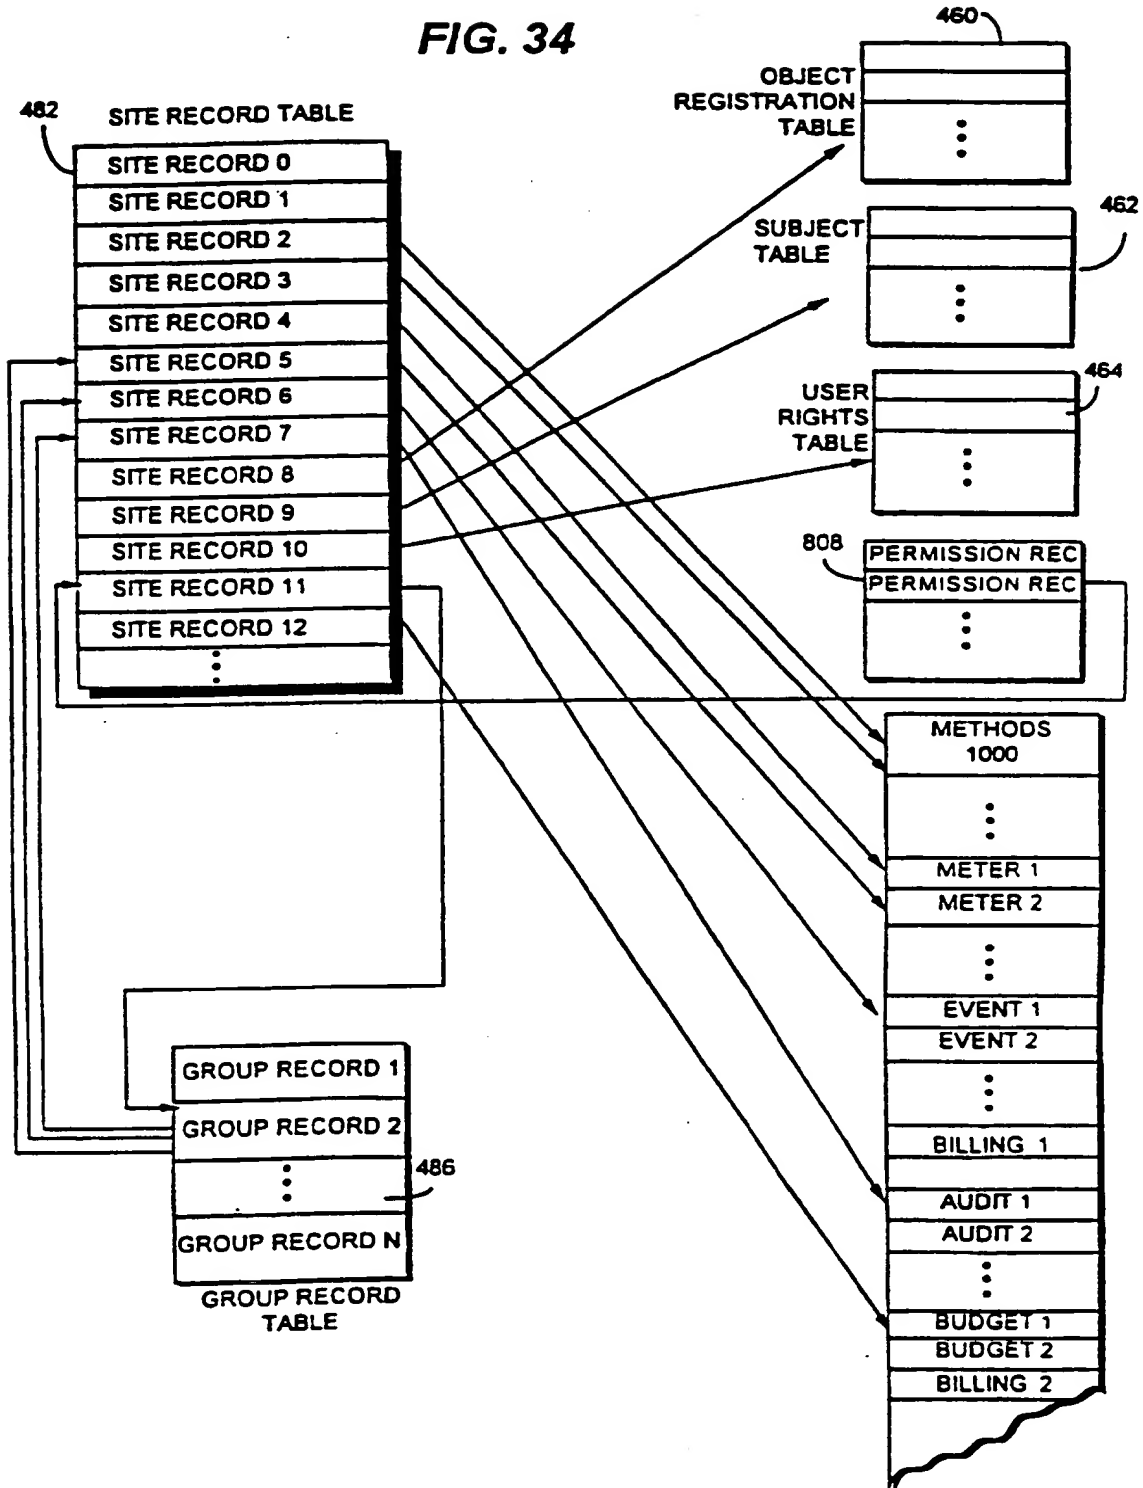 FIG. 34
482
SITE RECORD TABLE
SITE RECORD 0
SITE RECORD 1
SITE RECORD 2
SITE RECORD 3
SITE RECORD 4
SITE RECORD 5
SITE RECORD 6
SITE RECORD 7
SITE RECORD 8
SITE RECORD 9
SITE RECORD 10
SITE RECORD 11
SITE RECORD 12
460
OBJECT
REGISTRATION
TABLE
462
SUBJECT
TABLE
464
USER
RIGHTS
TABLE
808
PERMISSION REC
PERMISSION REC
METHODS
1000
METER 1
METER 2
EVENT 1
EVENT 2
BILLING 1
AUDIT 1
AUDIT 2
BUDGET 1
BUDGET 2
BILLING 2
GROUP RECORD 1
GROUP RECORD 2
486
GROUP RECORD N
GROUP RECORD
TABLE